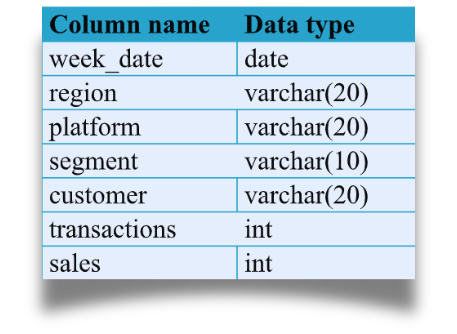 Column name Data type
week_date date
region varchar(20)
platform varchar(20)
segment varchar(10)
customer varchar(20)
transactions int
sales int